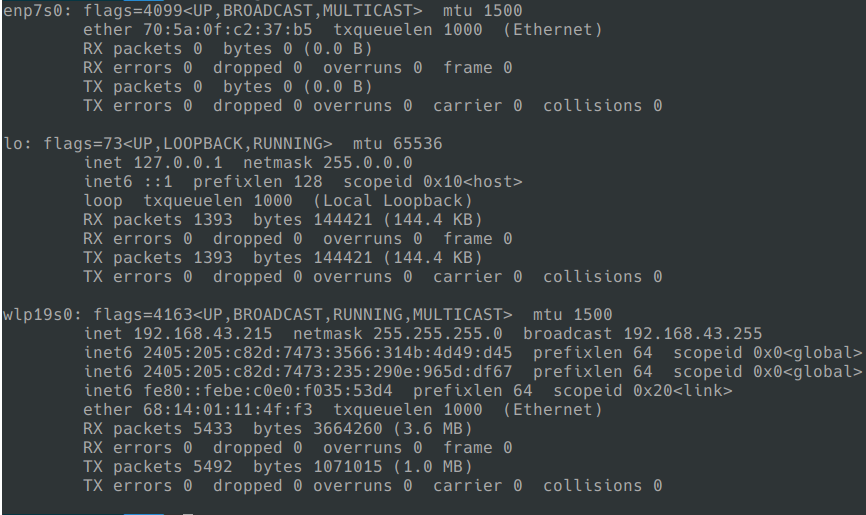 enp7s0: flags=4099<UP,BROADCAST,MULTICAST>  mtu 1500
        ether 70:5a:0f:c2:37:b5  txqueuelen 1000  (Ethernet)
        RX packets 0  bytes 0 (0.0 B)
        RX errors 0  dropped 0  overruns 0  frame 0
        TX packets 0  bytes 0 (0.0 B)
        TX errors 0  dropped 0 overruns 0  carrier 0  collisions 0

lo: flags=73<UP,LOOPBACK,RUNNING>  mtu 65536
        inet 127.0.0.1  netmask 255.0.0.0
        inet6 ::1  prefixlen 128  scopeid 0x10<host>
        loop  txqueuelen 1000  (Local Loopback)
        RX packets 1393  bytes 144421 (144.4 KB)
        RX errors 0  dropped 0  overruns 0  frame 0
        TX packets 1393  bytes 144421 (144.4 KB)
        TX errors 0  dropped 0 overruns 0  carrier 0  collisions 0

wlp19s0: flags=4163<UP,BROADCAST,RUNNING,MULTICAST>  mtu 1500
        inet 192.168.43.215  netmask 255.255.255.0  broadcast 192.168.43.255
        inet6 2405:205:c82d:7473:3566:314b:4d49:d45  prefixlen 64  scopeid 0x0<global>
        inet6 2405:205:c82d:7473:235:290e:965d:df67  prefixlen 64  scopeid 0x0<global>
        inet6 fe80::febe:c0e0:f035:53d4  prefixlen 64  scopeid 0x20<link>
        ether 68:14:01:11:4f:f3  txqueuelen 1000  (Ethernet)
        RX packets 5433  bytes 3664260 (3.6 MB)
        RX errors 0  dropped 0  overruns 0  frame 0
        TX packets 5492  bytes 1071015 (1.0 MB)
        TX errors 0  dropped 0 overruns 0  carrier 0  collisions 0